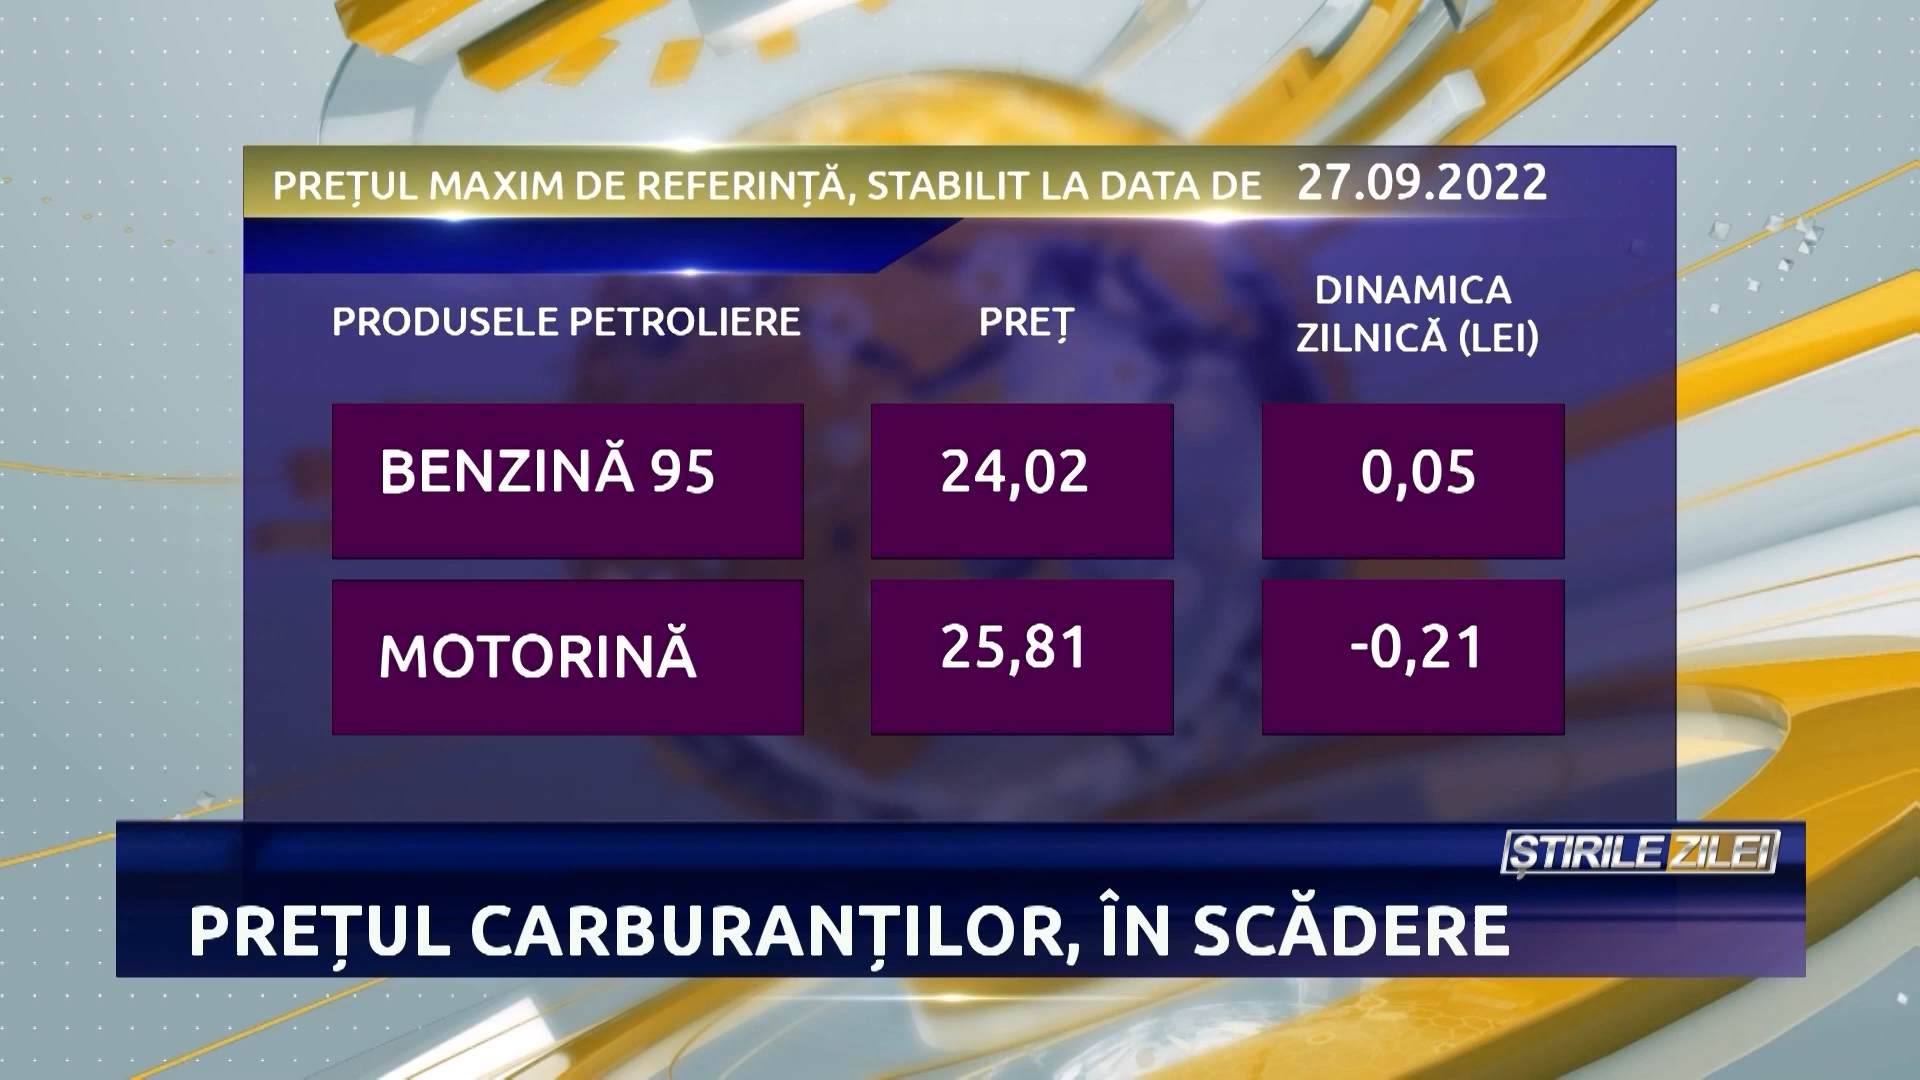 PREȚUL MAXIM DE REFERINȚĂ, STABILIT LA DATA DE 27.09.2022
PRODUSELE PETROLIERE PREȚ DINAMICA
ZILNICĂ (LEI)
BENZINĂ 95 24,02 0,05
MOTORINĂ 25,81 -0,21
ȘTIRILE ZILEI
PREȚUL CARBURANȚILOR, ÎN SCĂDERE